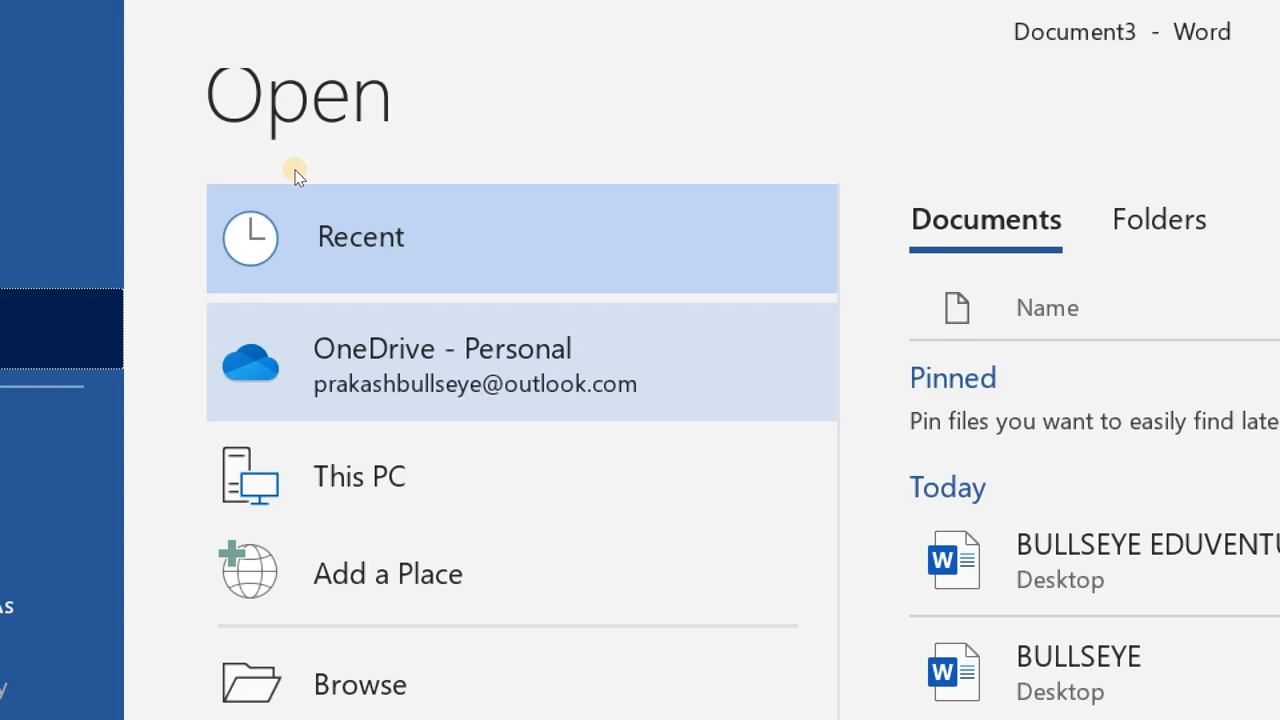 Document3 - Word
Open
Recent
OneDrive - Personal
prakashbullseye@outlook.com
This PC
Add a Place
Browse
Documents Folders
Name
Pinned
Pin files you want to easily find late
Today
W
BULLSEYE EDUVENTU
Desktop
W
BULLSEYE
Desktop
As
y